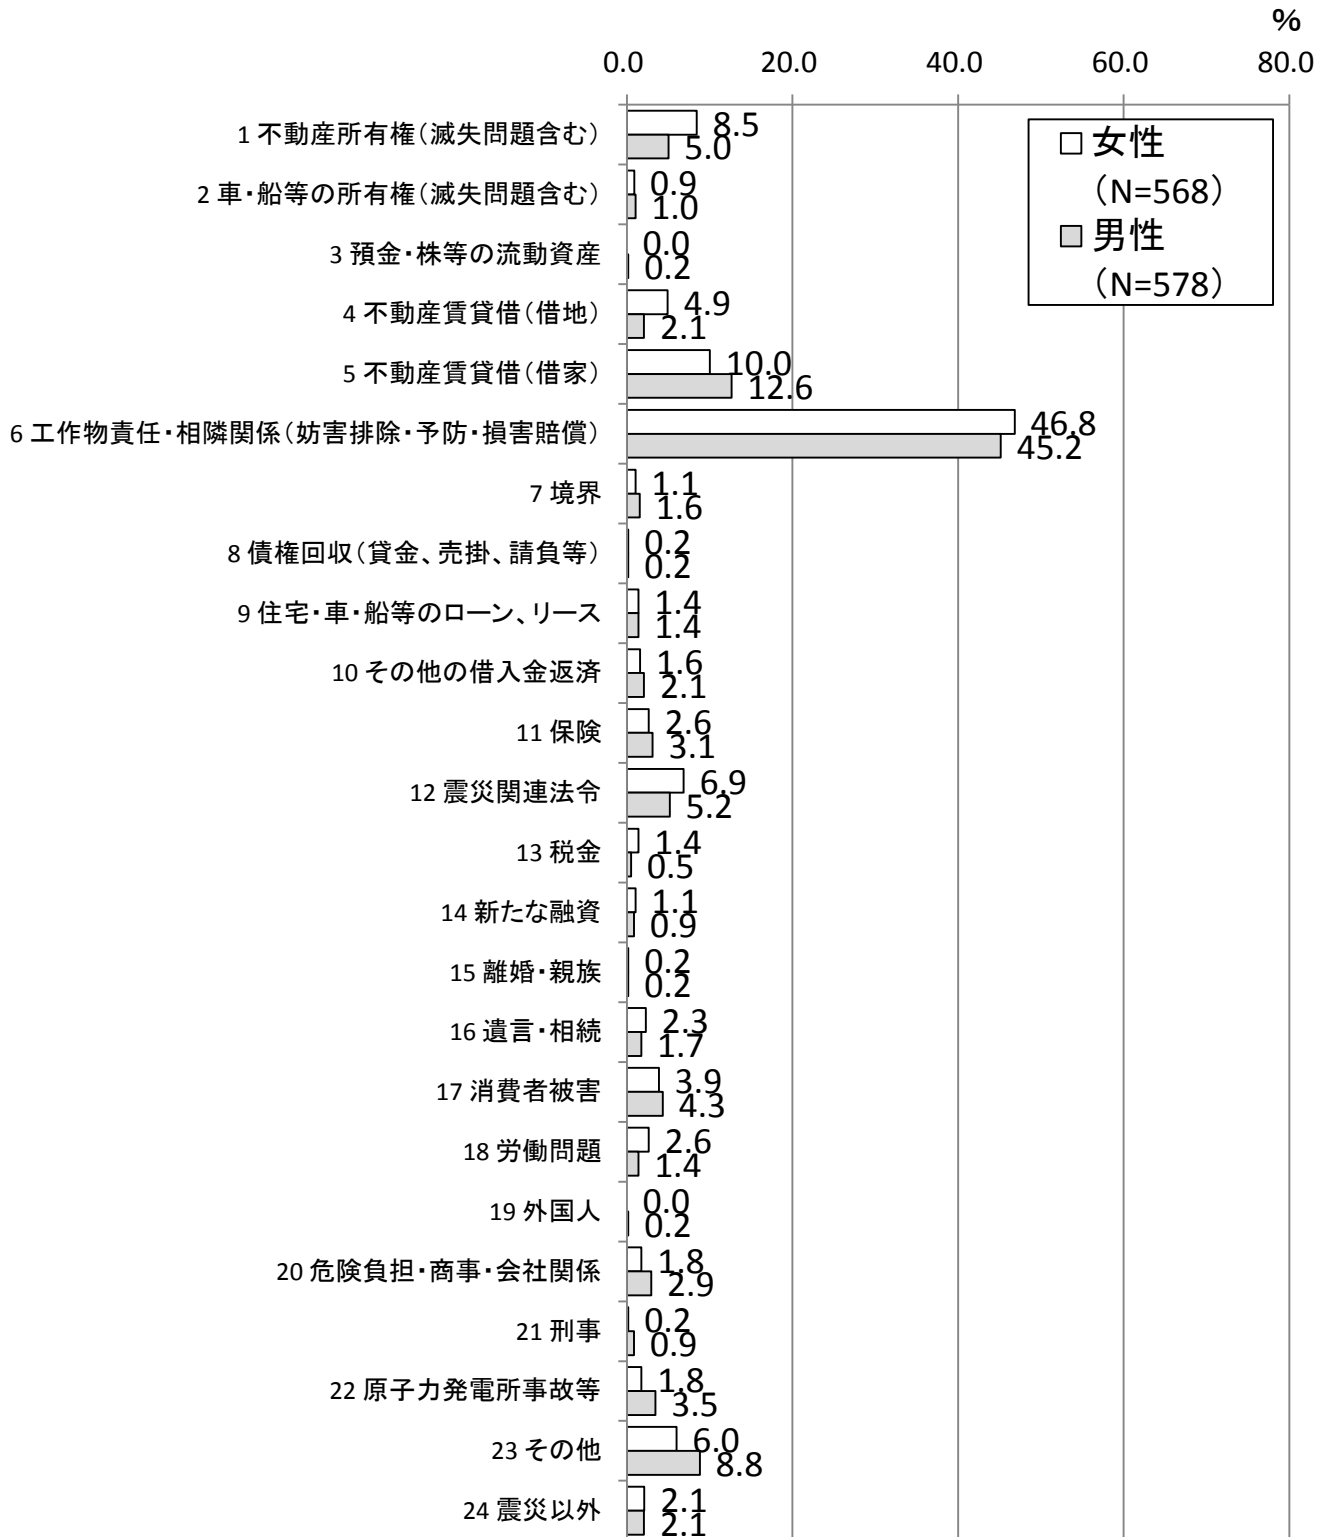 %
0.0 20.0 40.0 60.0 80.0
女性
（N=568）
男性
（N=578）
1 不動産所有権（滅失問題含む） 8.5
5.0
2 車・船等の所有権（滅失問題含む） 0.9
1.0
3 預金・株等の流動資産 0.0
0.2
4 不動産賃貸借（借地） 4.9
2.1
5 不動産賃貸借（借家） 10.0
12.6
6 工作物責任・相隣関係（妨害排除・予防・損害賠償） 46.8
45.2
7 境界 1.1
1.6
8 債権回収（貸金、売掛、請負等） 0.2
0.2
9 住宅・車・船等のローン、リース 1.4
1.4
10 その他の借入金返済 1.6
2.1
11 保険 2.6
3.1
12 震災関連法令 6.9
5.2
13 税金 1.4
0.5
14 新たな融資 1.1
0.9
15 離婚・親族 0.2
0.2
16 遺言・相続 2.3
1.7
17 消費者被害 3.9
4.3
18 労働問題 2.6
1.4
19 外国人 0.0
0.2
20 危険負担・商事・会社関係 1.8
2.9
21 刑事 0.2
0.9
22 原子力発電所事故等 1.8
3.5
23 その他 6.0
8.8
24 震災以外 2.1
2.1